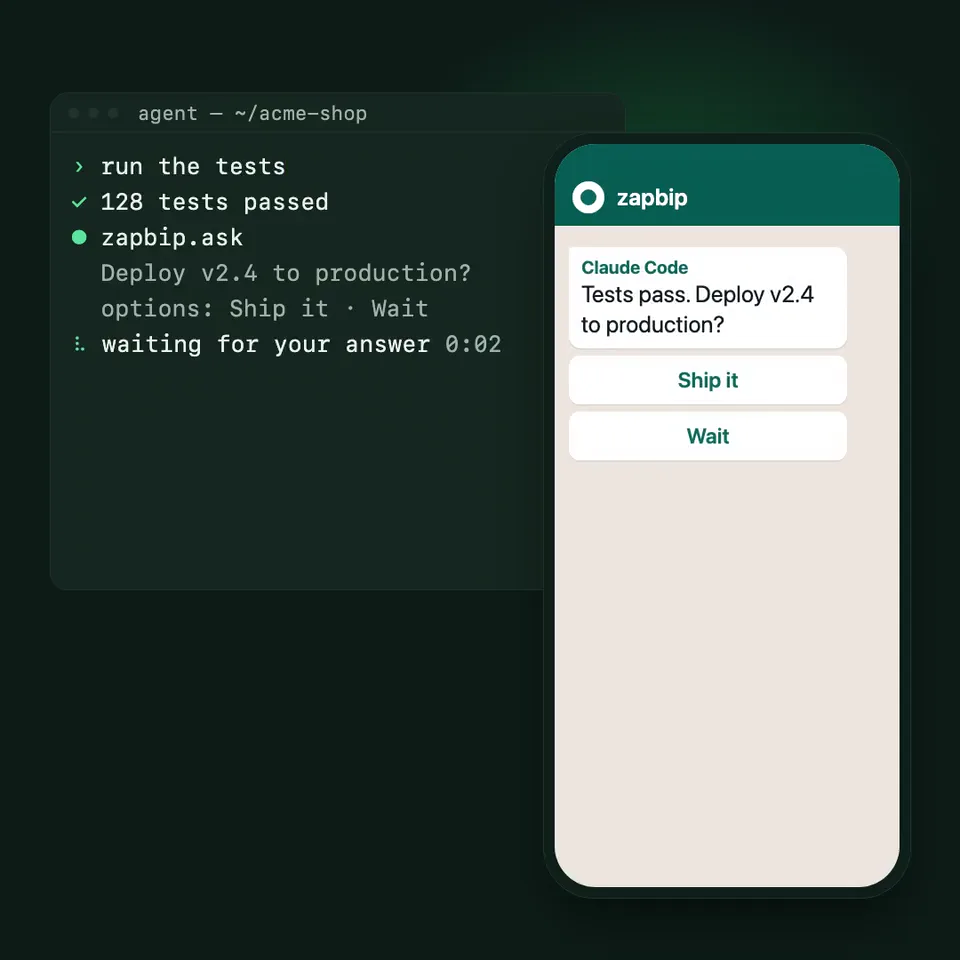 agent — ~/acme-shop
› run the tests
✓ 128 tests passed
● zapbip.ask
Deploy v2.4 to production?
options: Ship it · Wait
waiting for your answer 0:02
zapbip
Claude Code
Tests pass. Deploy v2.4
to production?
Ship it
Wait